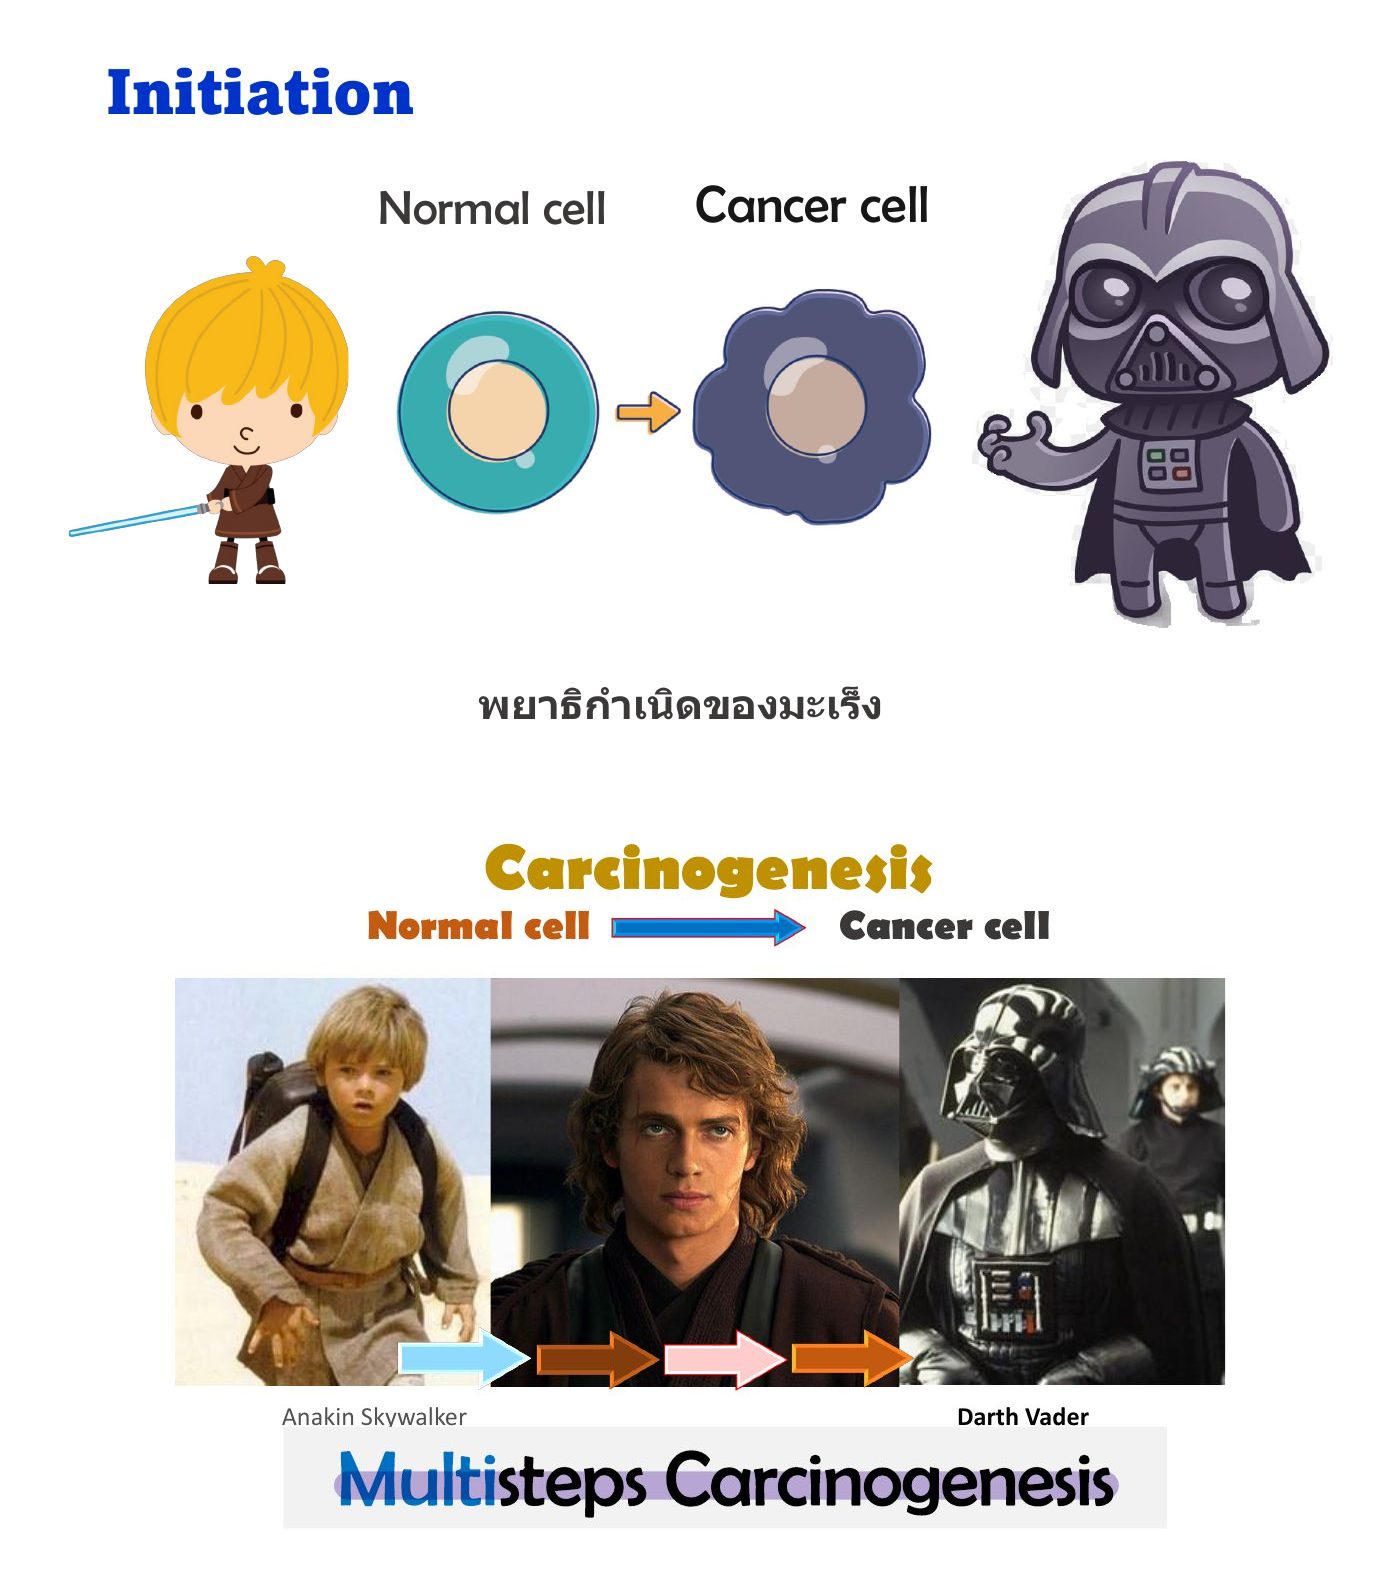 Initiation
Normal cell
Cancer cell
พยาธิกำเนิดของมะเร็ง
Carcinogenesis
Normal cell
Cancer cell
Anakin Skywalker
Darth Vader
Multisteps Carcinogenesis